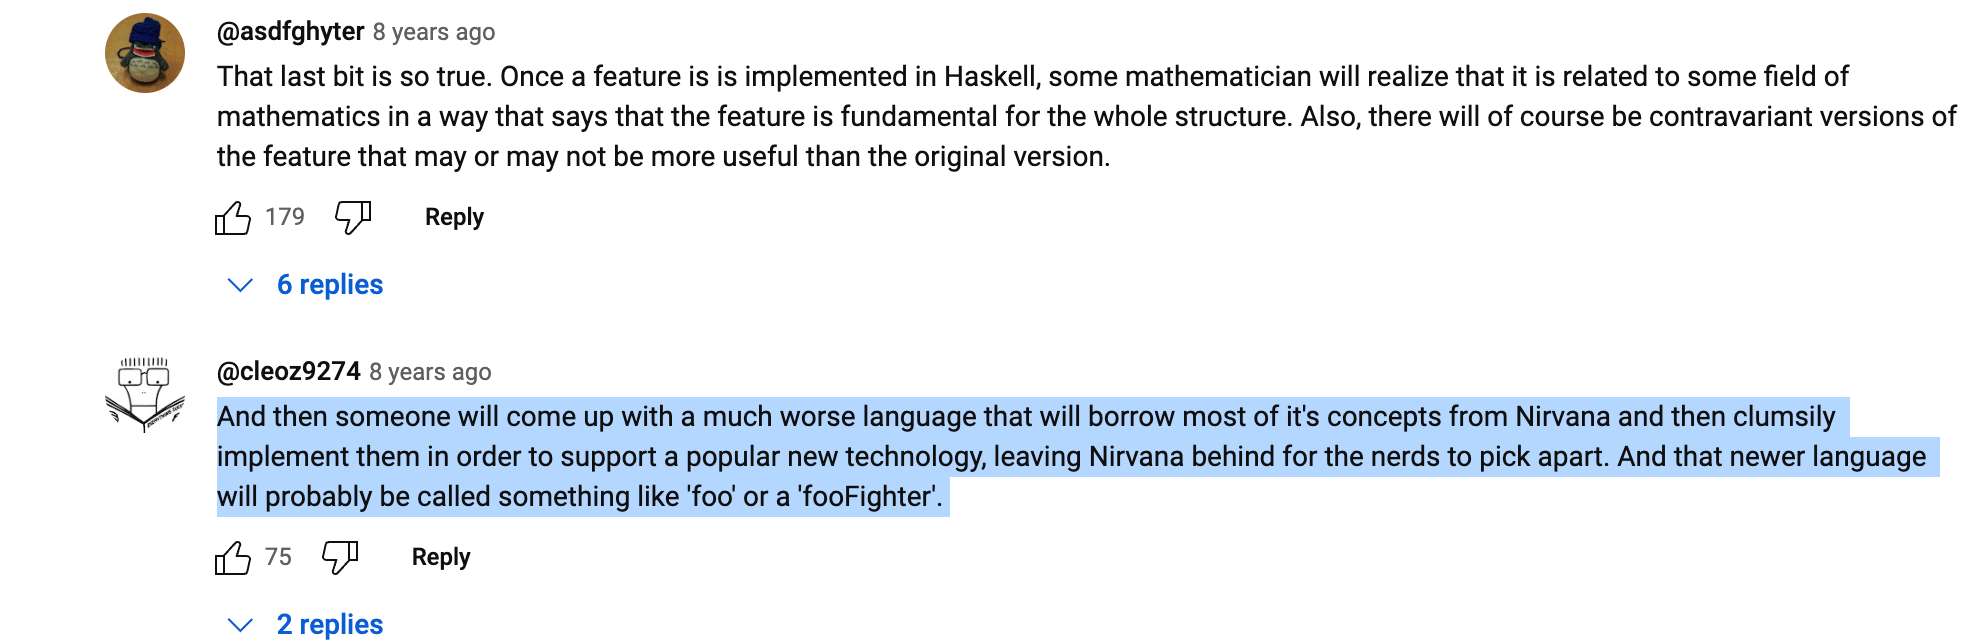 @asdfghyter 8 years ago
That last bit is so true. Once a feature is is implemented in Haskell, some mathematician will realize that it is related to some field of
mathematics in a way that says that the feature is fundamental for the whole structure. Also, there will of course be contravariant versions of
the feature that may or may not be more useful than the original version.
179 Reply
6 replies
@cleoz9274 8 years ago
And then someone will come up with a much worse language that will borrow most of it's concepts from Nirvana and then clumsily
implement them in order to support a popular new technology, leaving Nirvana behind for the nerds to pick apart. And that newer language
will probably be called something like 'foo' or a 'fooFighter'.
75 Reply
2 replies